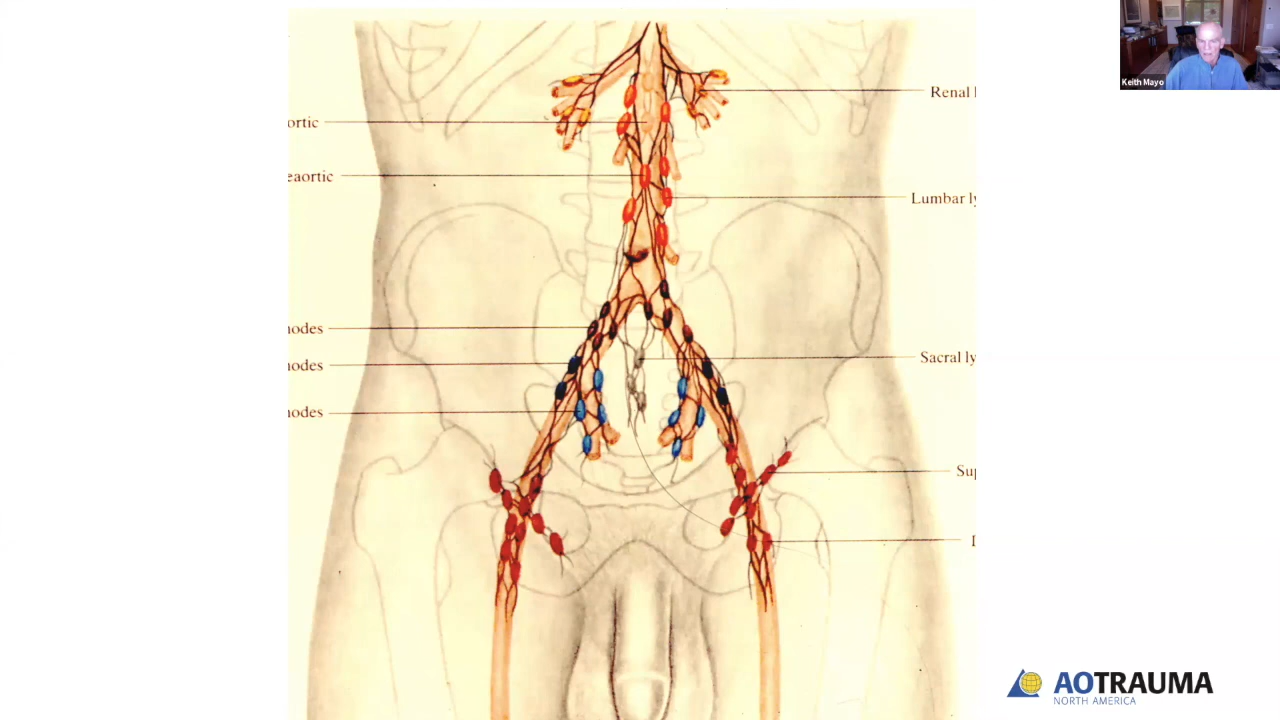 Renal l
ortic
eaortic
Lumbar ly
nodes
Sacral ly
nodes
nodes
Sup
Keith Mayo
AOTRAUMA
NORTH AMERICA